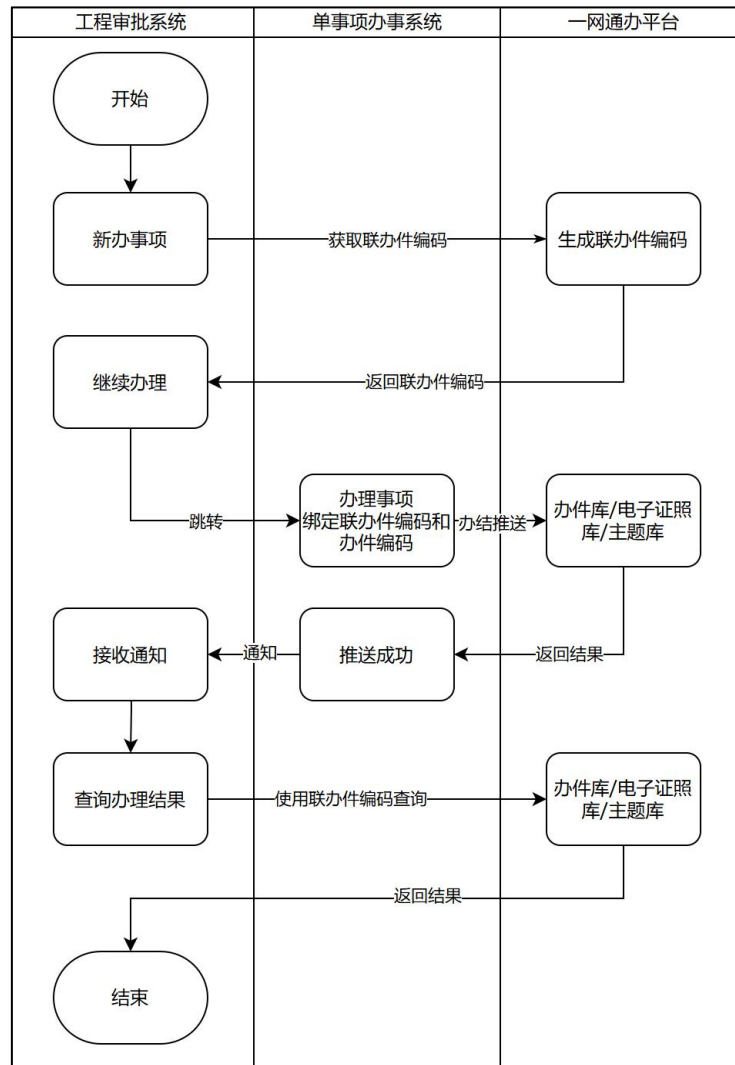 工程审批系统
单事项办事系统
一网通办平台
开始
新办事项
获取联办件编码
生成联办件编码
继续办理
返回联办件编码
跳转
办理事项
绑定联办件编码和
办件编码
办结推送
办件库/电子证照
库/主题库
接收通知
通知
推送成功
返回结果
查询办理结果
使用联办件编码查询
办件库/电子证照
库/主题库
返回结果
结束